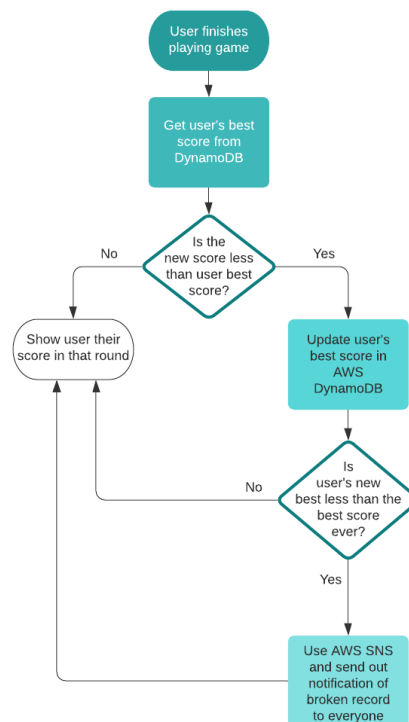 User finishes
playing game
Get user's best
score from
DynamoDB
Is the
new score less
than user best
score?
No
Yes
Show user their
score in that round
Update user's
best score in
AWS
DynamoDB
Is
user's new
best less than the
best score
ever?
No
Yes
Use AWS SNS
and send out
notification of
broken record
to everyone